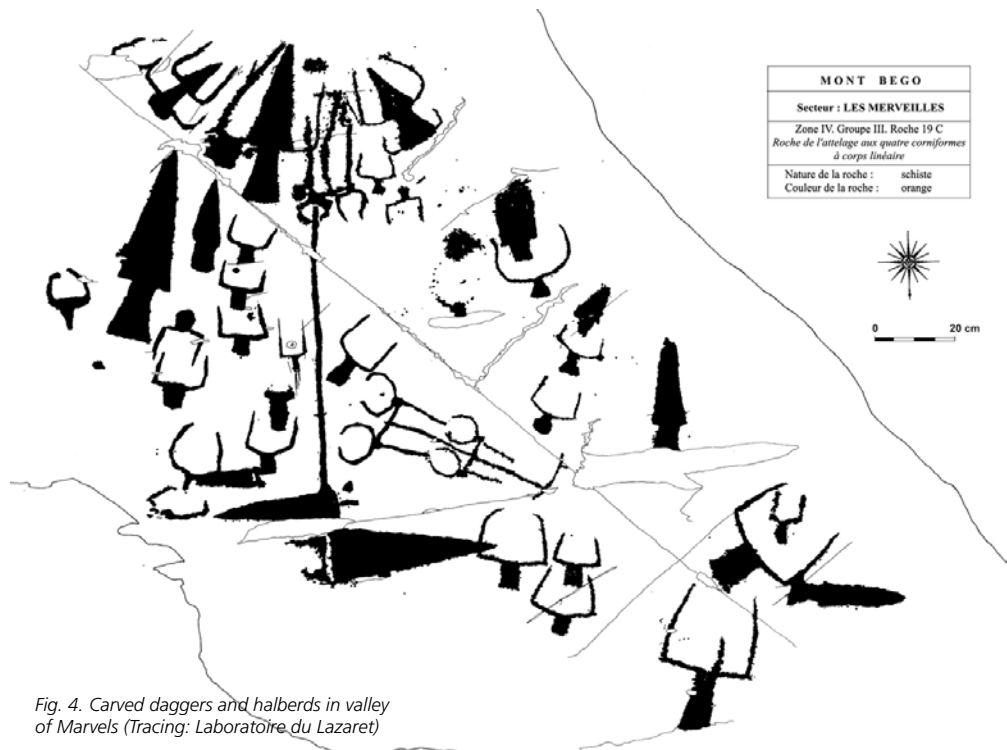 MONT BEGO
Secteur : LES MERVEILLES
Zone IV. Groupe III. Roche 19 C
Roche de l'attelage aux quatre corniformes
à corps linéaire
Nature de la roche : schiste
Couleur de la roche : orange
0 20 cm
Fig. 4. Carved daggers and halberds in valley
of Marvels (Tracing: Laboratoire du Lazaret)